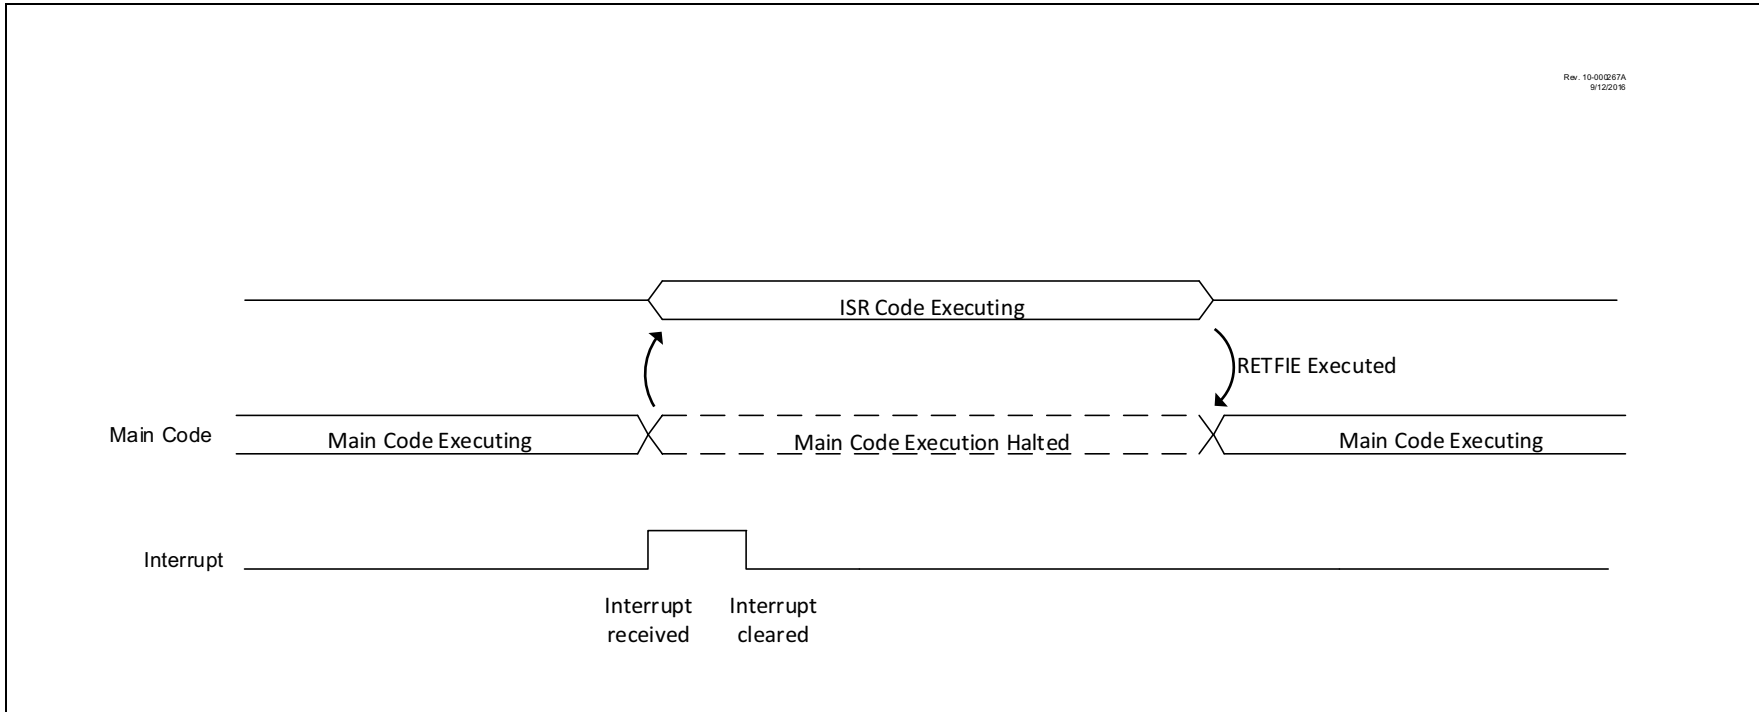 Rev. 10-000267A
9/12/2016
ISR Code Executing
RETFIE Executed
Main Code
Main Code Executing
Main Code Execution Halted
Main Code Executing
Interrupt
Interrupt
received
Interrupt
cleared